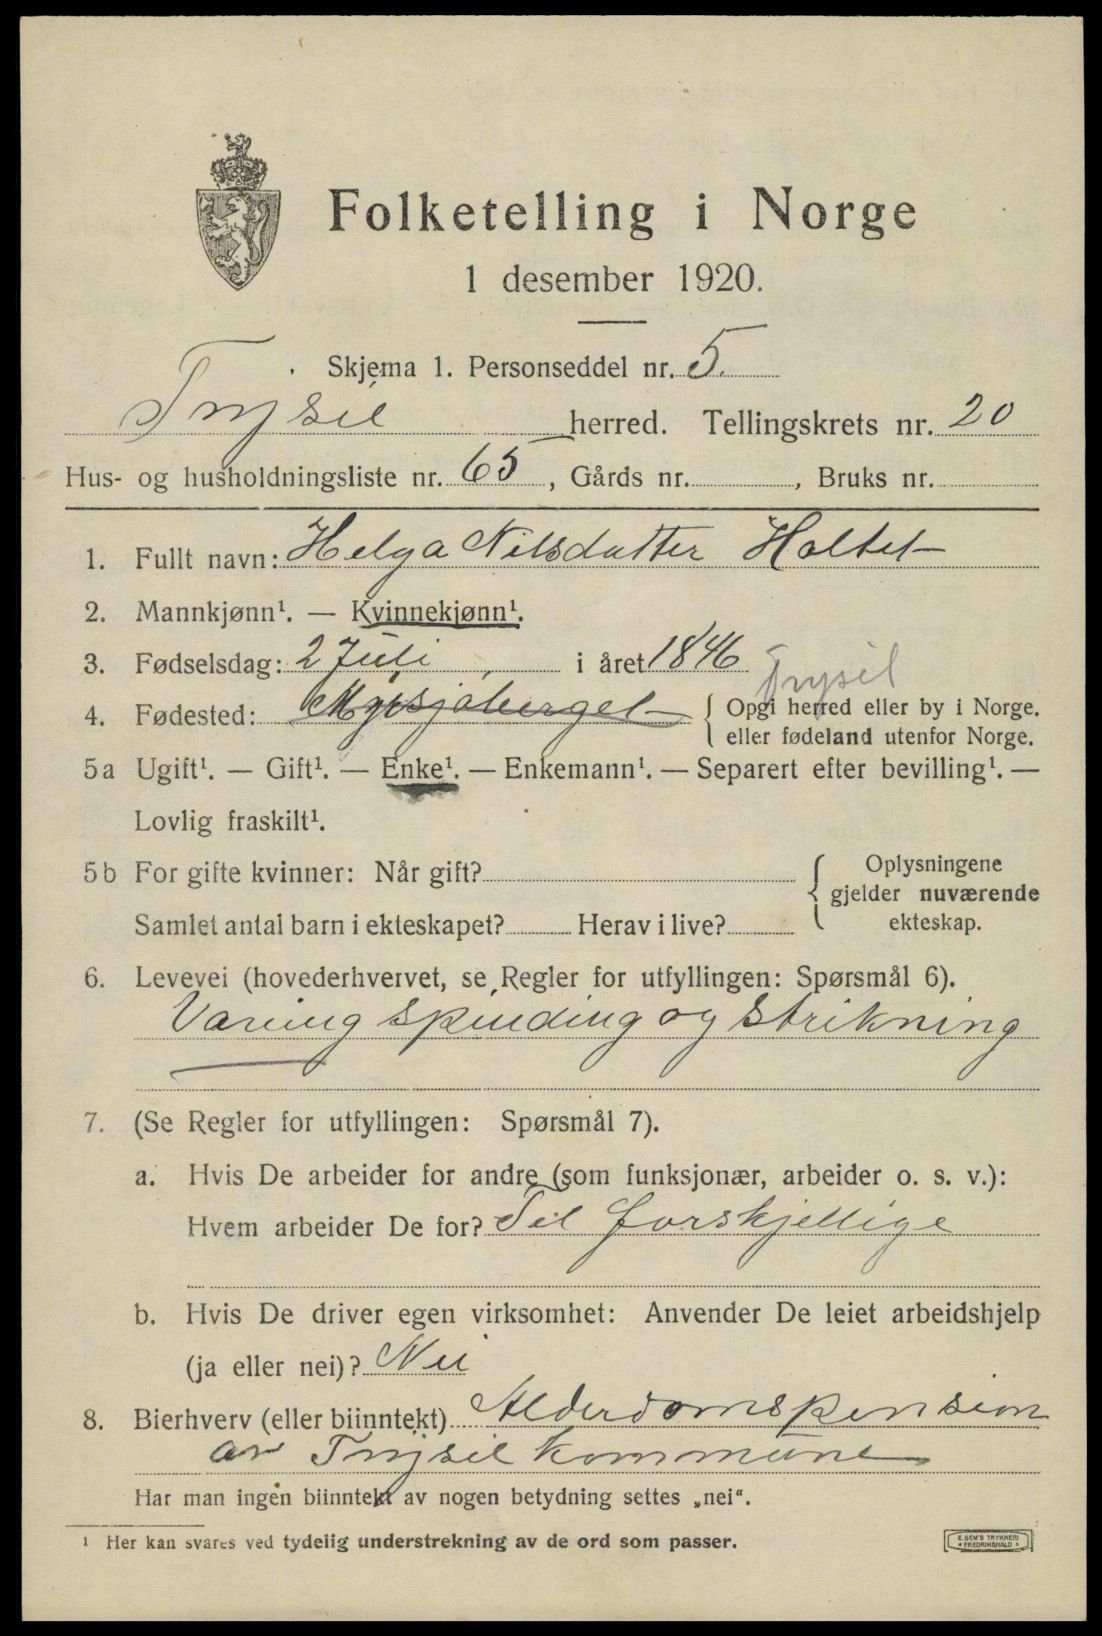 Folketelling i Norge
1 desember 1920.
Skjema 1. Personseddel nr. 5.
Trysil herred. Tellingskrets nr. 20
Hus- og husholdningsliste nr. 65, Gårds nr. , Bruks nr.
1. Fullt navn: Helga Nilsdatter Holtet
2. Mannkjønn¹. — Kvinnekjønn¹.
3. Fødselsdag: 2 Juli i året 1846
Trysil
4. Fødested: { Opgi herred eller by i Norge.
eller fødeland utenfor Norge.
5a Ugift¹. — Gift¹. — Enke¹. — Enkemann¹. — Separert efter bevilling¹. —
Lovlig fraskilt¹.
5b For gifte kvinner: Når gift? { Oplysningene
gjelder nuværende
Samlet antal barn i ekteskapet? Herav i live? ekteskap.
6. Levevei (hovederhvervet, se Regler for utfyllingen: Spørsmål 6).
spinding og strikning
7. (Se Regler for utfyllingen: Spørsmål 7).
a. Hvis De arbeider for andre (som funksjonær, arbeider o. s. v.):
Hvem arbeider De for? Til forskjellige
b. Hvis De driver egen virksomhet: Anvender De leiet arbeidshjelp
(ja eller nei)? Nei
8. Bierhverv (eller biinntekt) Alderdomspension
av Trysil kommune
Har man ingen biinntekt av nogen betydning settes „nei“.
¹ Her kan svares ved tydelig understrekning av de ord som passer.
E. SEM'S TRYKKERI
FREDRIKSHALD